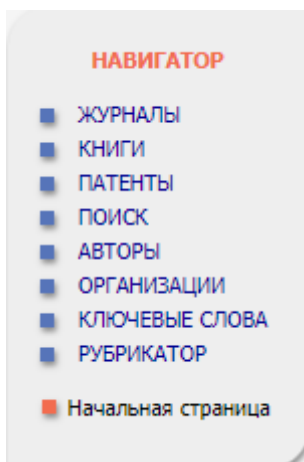 НАВИГАТОР
ЖУРНАЛЫ
КНИГИ
ПАТЕНТЫ
ПОИСК
АВТОРЫ
ОРГАНИЗАЦИИ
КЛЮЧЕВЫЕ СЛОВА
РУБРИКАТОР
Начальная страница